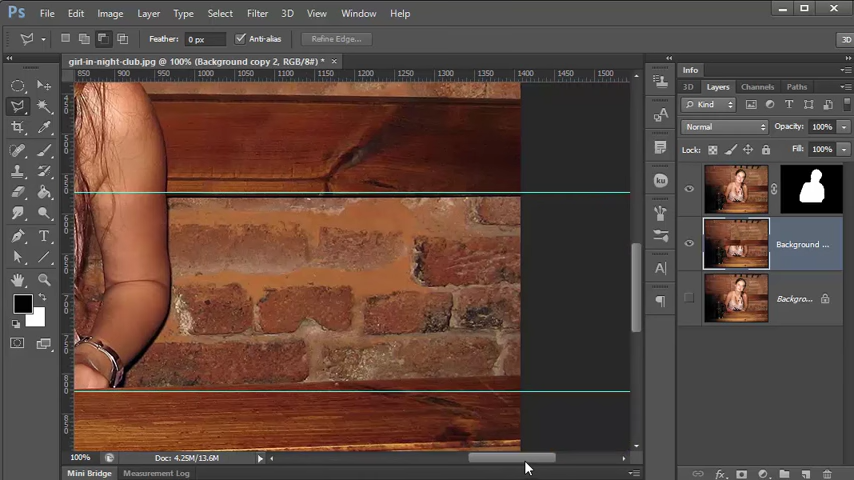 Ps File Edit Image Layer Type Select Filter 3D View Window Help
Feather: 0 px Anti-alias Refine Edge... 3D
girl-in-night-club.jpg @ 100% (Background copy 2, RGB/8#) * ×
Info
850 900 950 1000 1050 1100 1150 1200 1250 1300 1350 1400 1450 1500
3D Layers Channels Paths
Kind
Normal Opacity: 100%
Lock: Fill: 100%
Background ...
Backgro...
100% Doc: 4.25M/13.6M
Mini Bridge Measurement Log